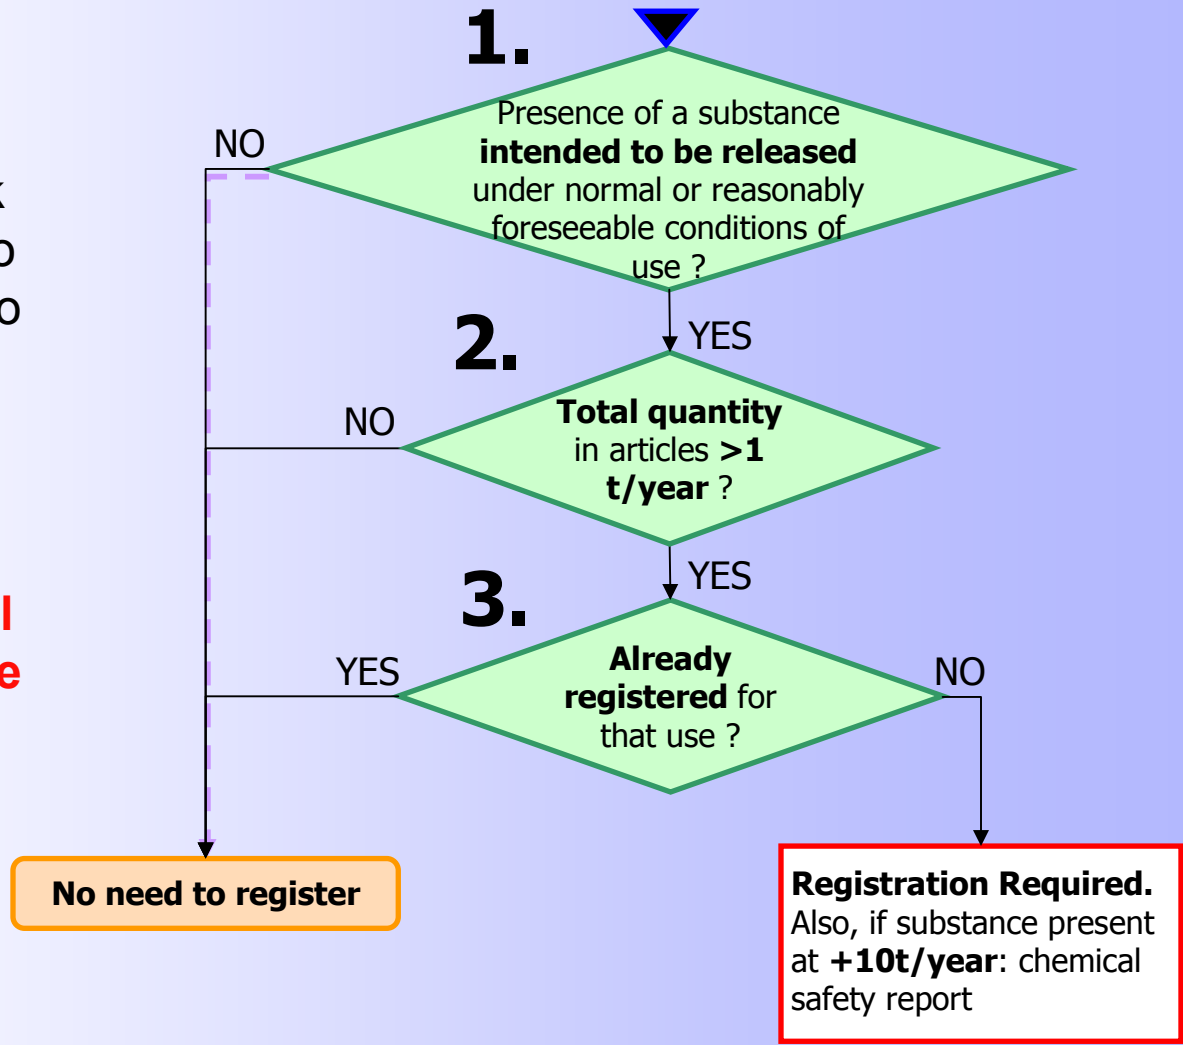 1.
Presence of a substance
intended to be released
under normal or reasonably
foreseeable conditions of
use ?
NO
YES
2.
Total quantity
in articles >1
t/year ?
NO
YES
3.
Already
registered for
that use ?
YES
NO
No need to register
Registration Required.
Also, if substance present
at +10t/year: chemical
safety report